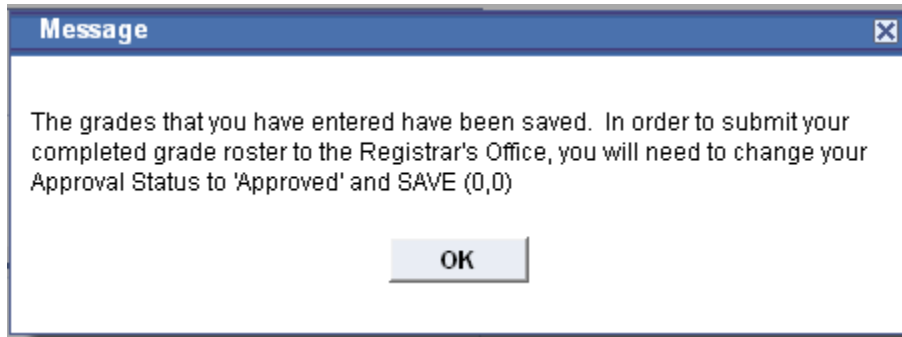 Message
The grades that you have entered have been saved.  In order to submit your
completed grade roster to the Registrar's Office, you will need to change your
Approval Status to 'Approved' and SAVE (0,0)
OK